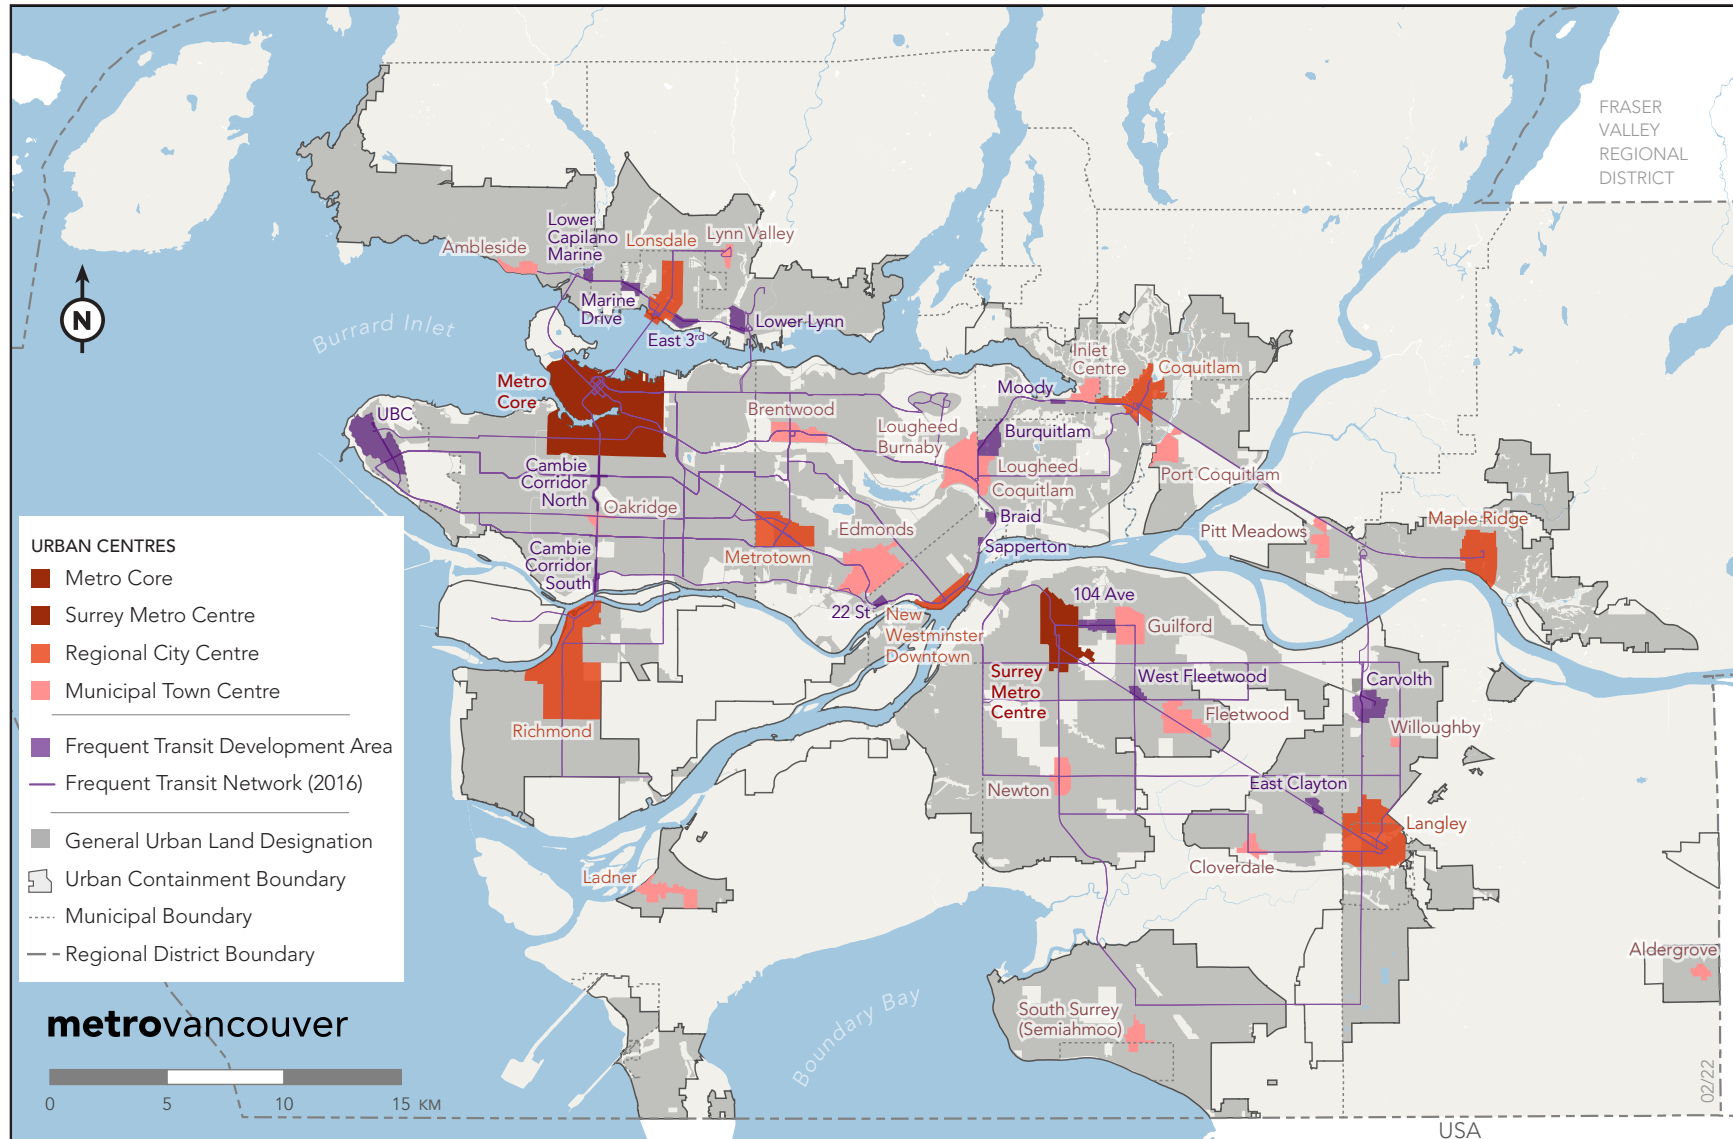 FRASER
VALLEY
REGIONAL
DISTRICT
Lower
Capilano
Marine
Ambleside
Lonsdale
Lynn Valley
N
Marine
Drive
Lower Lynn
East 3rd
Burrard Inlet
Metro
Core
Inlet
Centre
Coquitlam
Moody
UBC
Brentwood
Lougheed
Burnaby
Burquitlam
Lougheed
Coquitlam
Port Coquitlam
Cambie
Corridor
North
Oakridge
Edmonds
Braid
Pitt Meadows
Maple Ridge
Metrotown
Sapperton
Cambie
Corridor
South
22 St
New
Westminster
Downtown
104 Ave
Guilford
Surrey
Metro
Centre
West Fleetwood
Carvolth
Richmond
Fleetwood
Willoughby
Newton
East Clayton
Langley
Cloverdale
Ladner
Aldergrove
South Surrey
(Semiahmoo)
Boundary Bay
URBAN CENTRES
Metro Core
Surrey Metro Centre
Regional City Centre
Municipal Town Centre
Frequent Transit Development Area
Frequent Transit Network (2016)
General Urban Land Designation
Urban Containment Boundary
Municipal Boundary
Regional District Boundary
metrovancouver
0 5 10 15 KM
02/22
USA